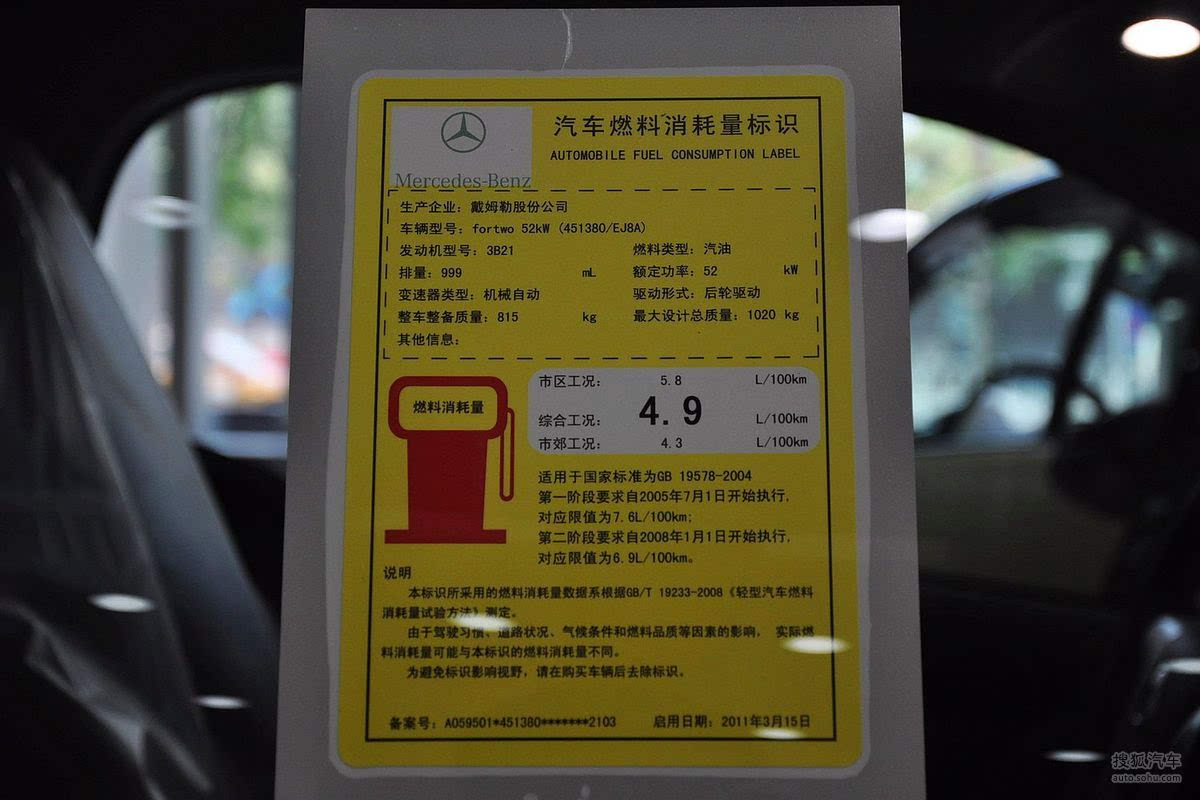 汽车燃料消耗量标识
AUTOMOBILE FUEL CONSUMPTION LABEL
Mercedes-Benz
生产企业：戴姆勒股份公司
车辆型号：fortwo 52kW (451380/EJ8A)
发动机型号：3B21 燃料类型：汽油
排量：999 mL 额定功率：52 kW
变速器类型：机械自动 驱动形式：后轮驱动
整车整备质量：815 kg 最大设计总质量：1020 kg
其他信息：
燃料消耗量
市区工况： 5.8 L/100km
综合工况： 4.9 L/100km
市郊工况： 4.3 L/100km
适用于国家标准为GB 19578-2004
第一阶段要求自2005年7月1日开始执行，
对应限值为7.6L/100km;
第二阶段要求自2008年1月1日开始执行，
对应限值为6.9L/100km。
说明
本标识所采用的燃料消耗量数据系根据GB/T 19233-2008《轻型汽车燃料
消耗量试验方法》测定。
由于驾驶习惯、道路状况、气候条件和燃料品质等因素的影响， 实际燃
料消耗量可能与本标识的燃料消耗量不同。
为避免标识影响视野，请在购买车辆后去除标识。
备案号：A059501*451380*******2103 启用日期：2011年3月15日
搜狐汽车
auto.sohu.com